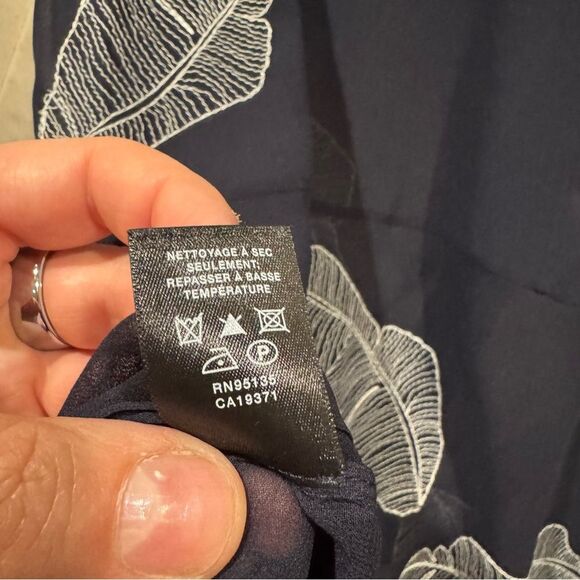 NETTOYAGE À SEC
SEULEMENT
REPASSER À BASSE
TEMPÉRATURE
P
RN95135
CA19371